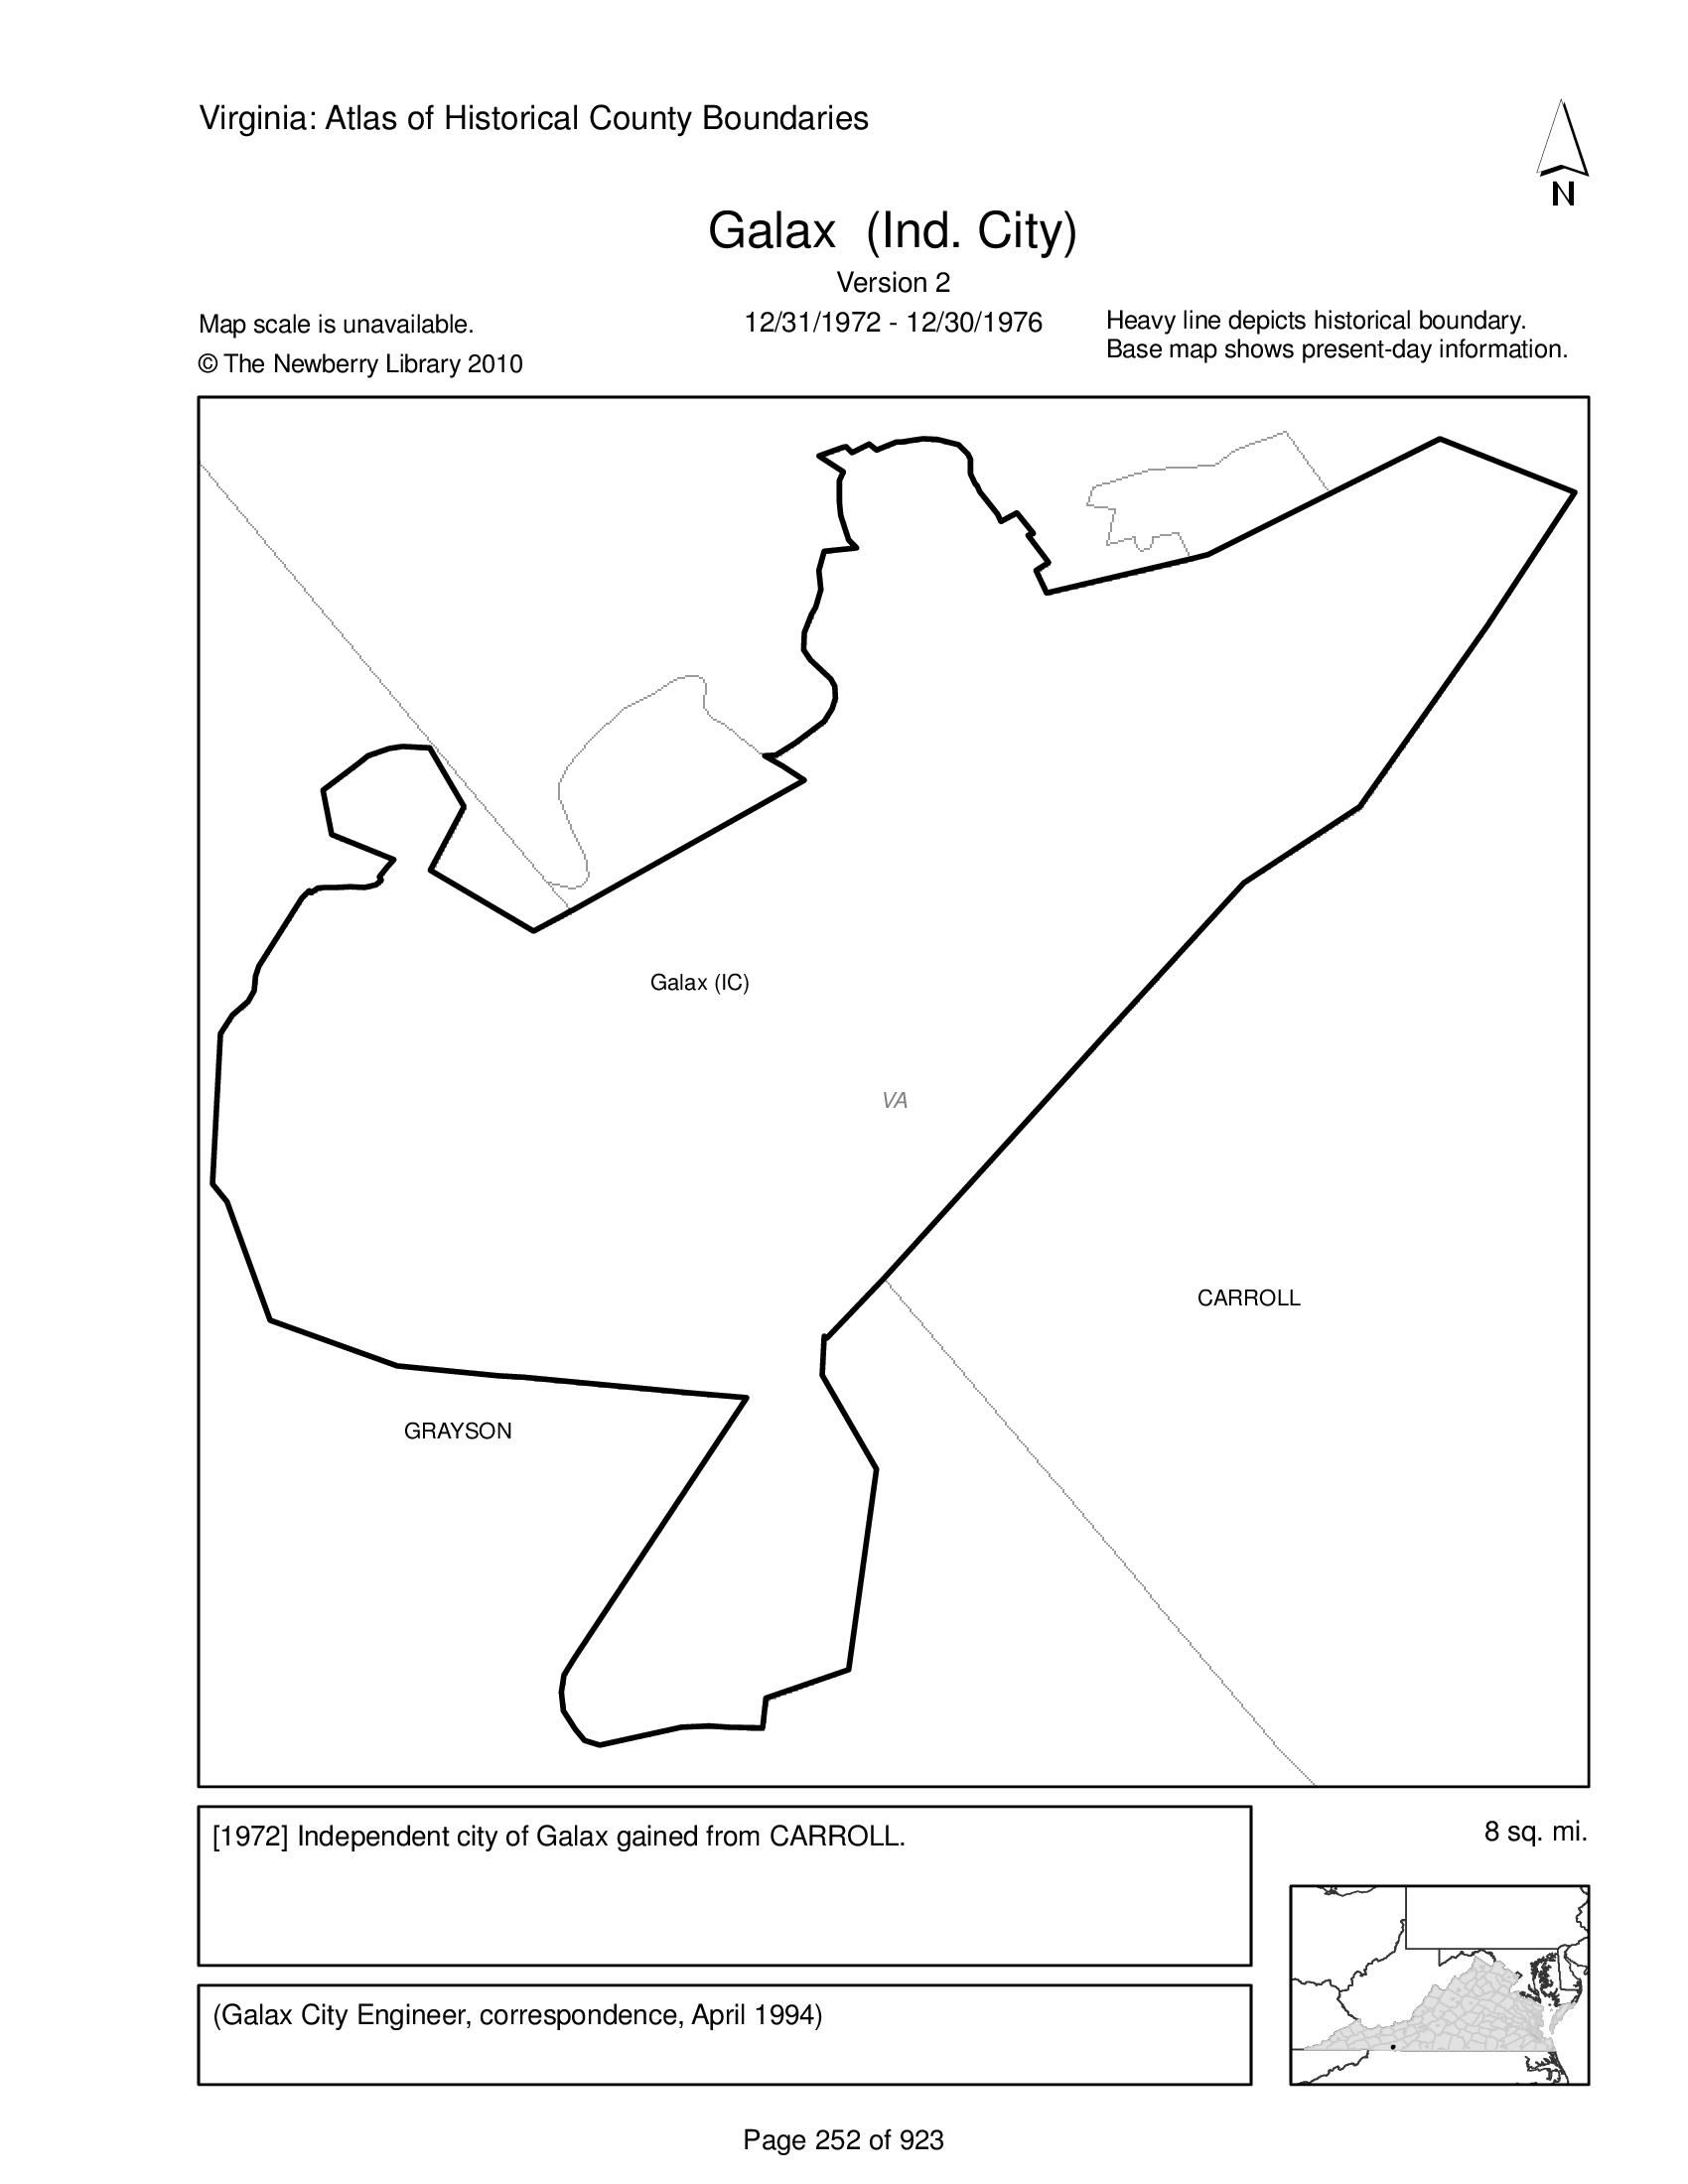 Virginia: Atlas of Historical County Boundaries
N
Galax (Ind. City)
Version 2
Map scale is unavailable.
12/31/1972 - 12/30/1976
Heavy line depicts historical boundary.
Base map shows present-day information.
© The Newberry Library 2010
Galax (IC)
VA
CARROLL
GRAYSON
[1972] Independent city of Galax gained from CARROLL.
8 sq. mi.
(Galax City Engineer, correspondence, April 1994)
Page 252 of 923